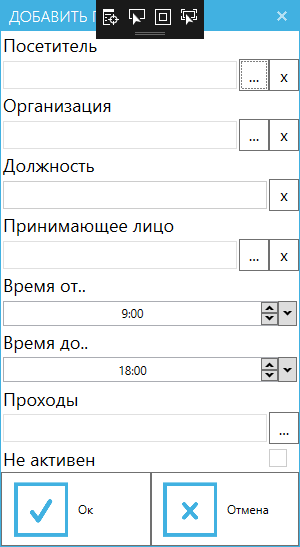 ДОБАВИТЬ
Посетитель
... x
Организация
... x
Должность
x
Принимающее лицо
... x
Время от..
9:00
Время до..
18:00
Проходы
...
Не активен
Ок Отмена